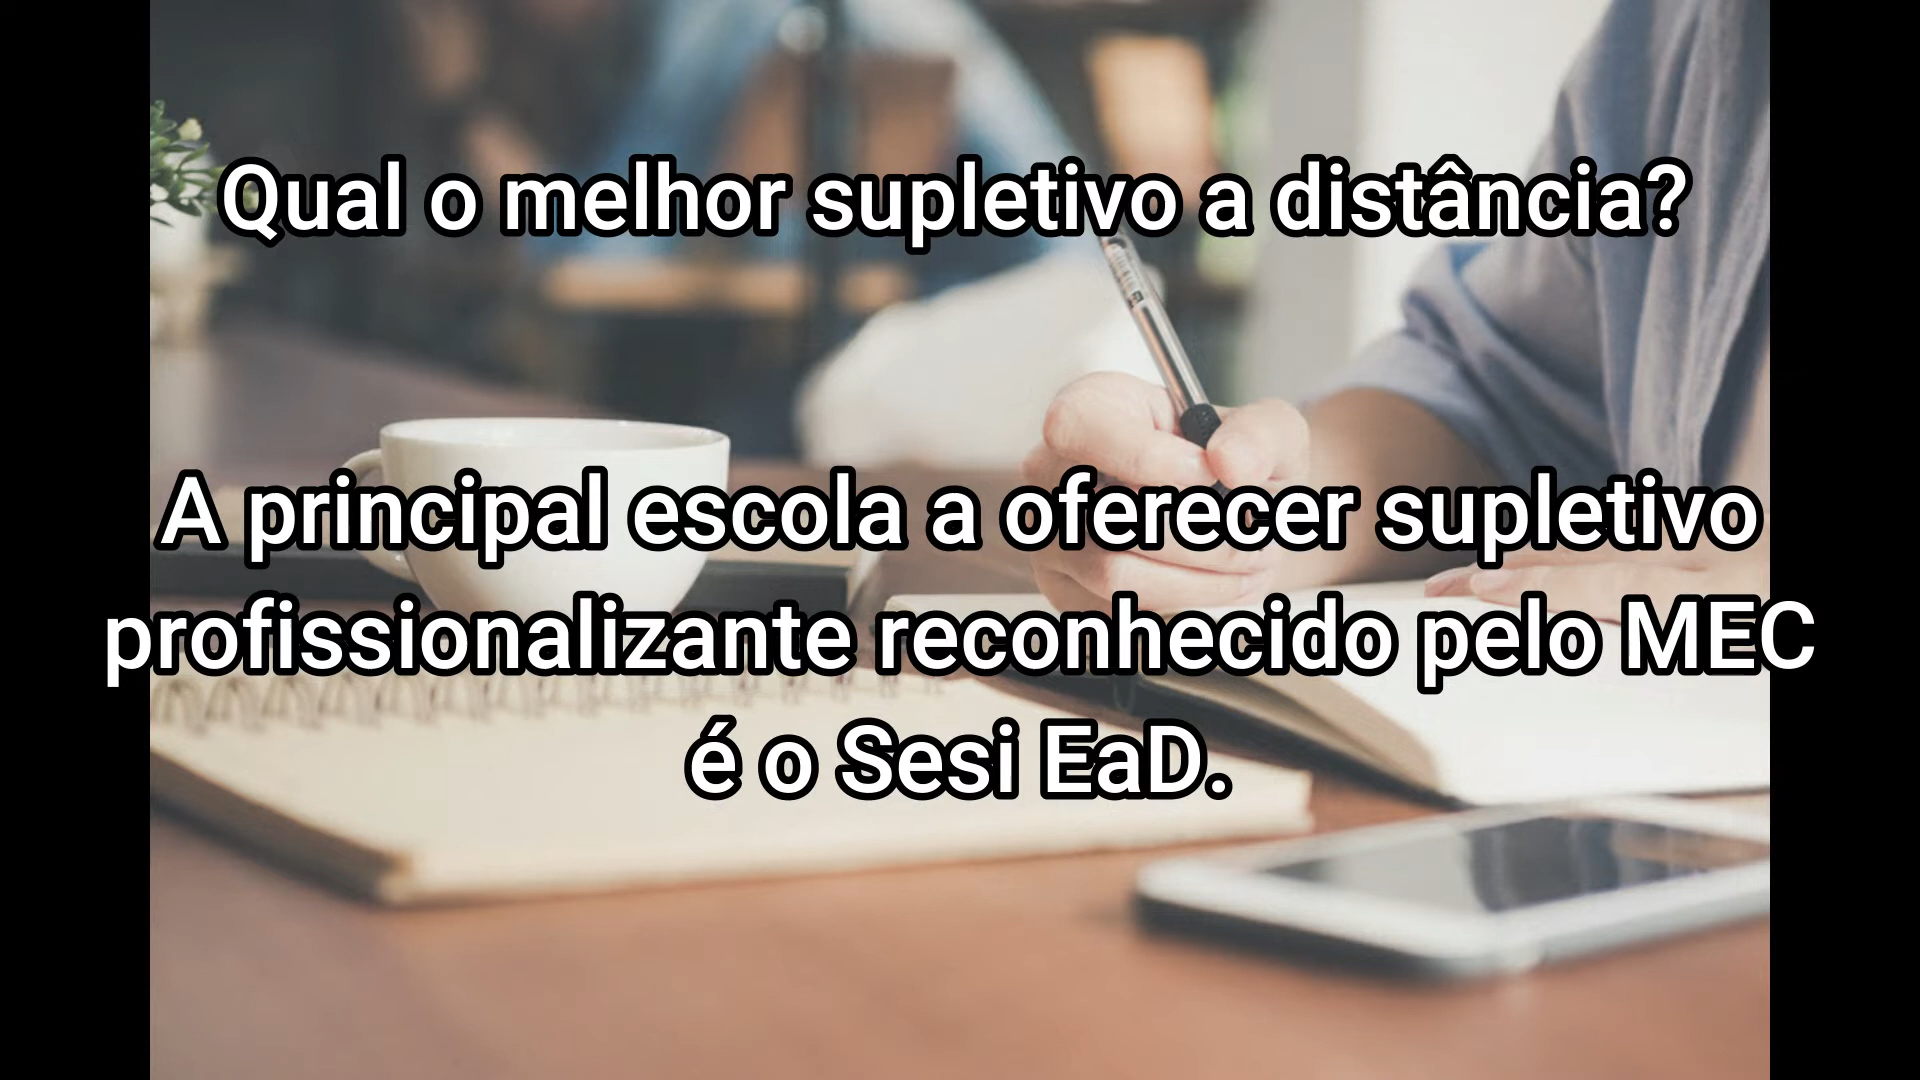 Qual o melhor supletivo a distância?
A principal escola a oferecer supletivo
profissionalizante reconhecido pelo MEC
é o Sesi EaD.